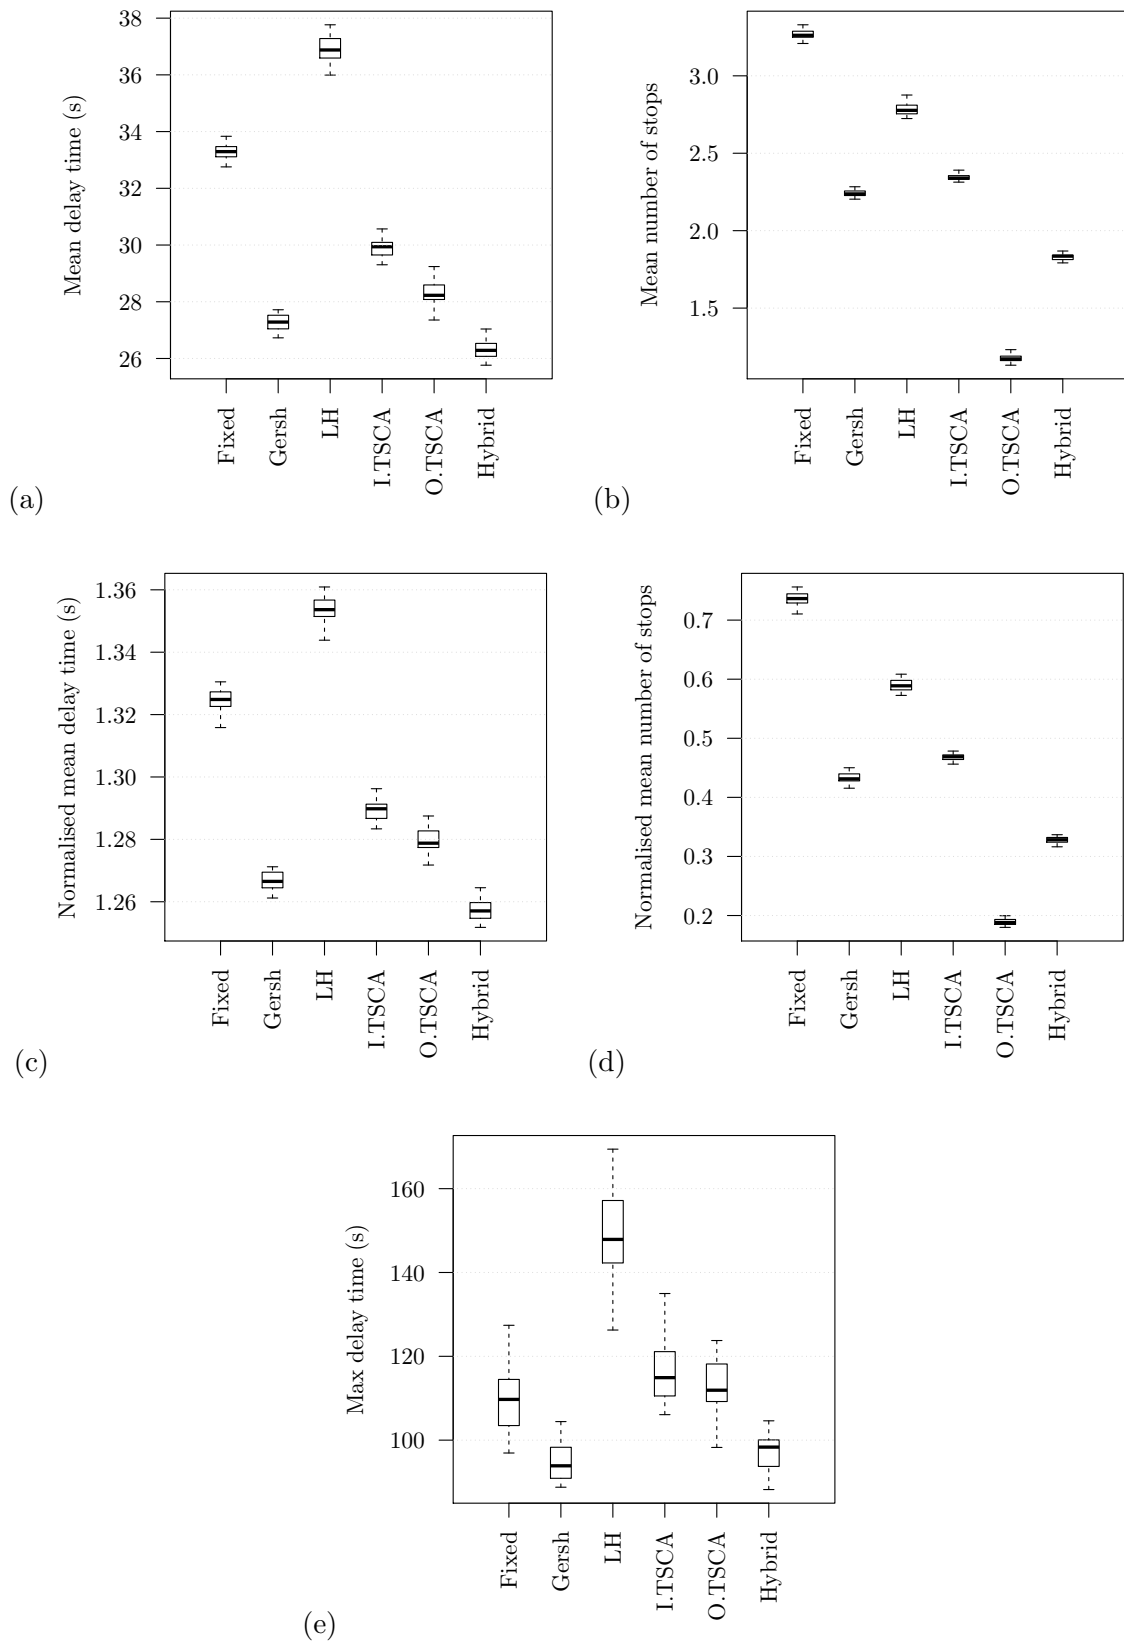 Mean delay time (s)
38
36
34
32
30
28
26
Fixed
Gersh
LH
I.TSCA
O.TSCA
Hybrid
(a)
Mean number of stops
3.0
2.5
2.0
1.5
Fixed
Gersh
LH
I.TSCA
O.TSCA
Hybrid
(b)
Normalised mean delay time (s)
1.36
1.34
1.32
1.30
1.28
1.26
Fixed
Gersh
LH
I.TSCA
O.TSCA
Hybrid
(c)
Normalised mean number of stops
0.7
0.6
0.5
0.4
0.3
0.2
Fixed
Gersh
LH
I.TSCA
O.TSCA
Hybrid
(d)
Max delay time (s)
160
140
120
100
Fixed
Gersh
LH
I.TSCA
O.TSCA
Hybrid
(e)